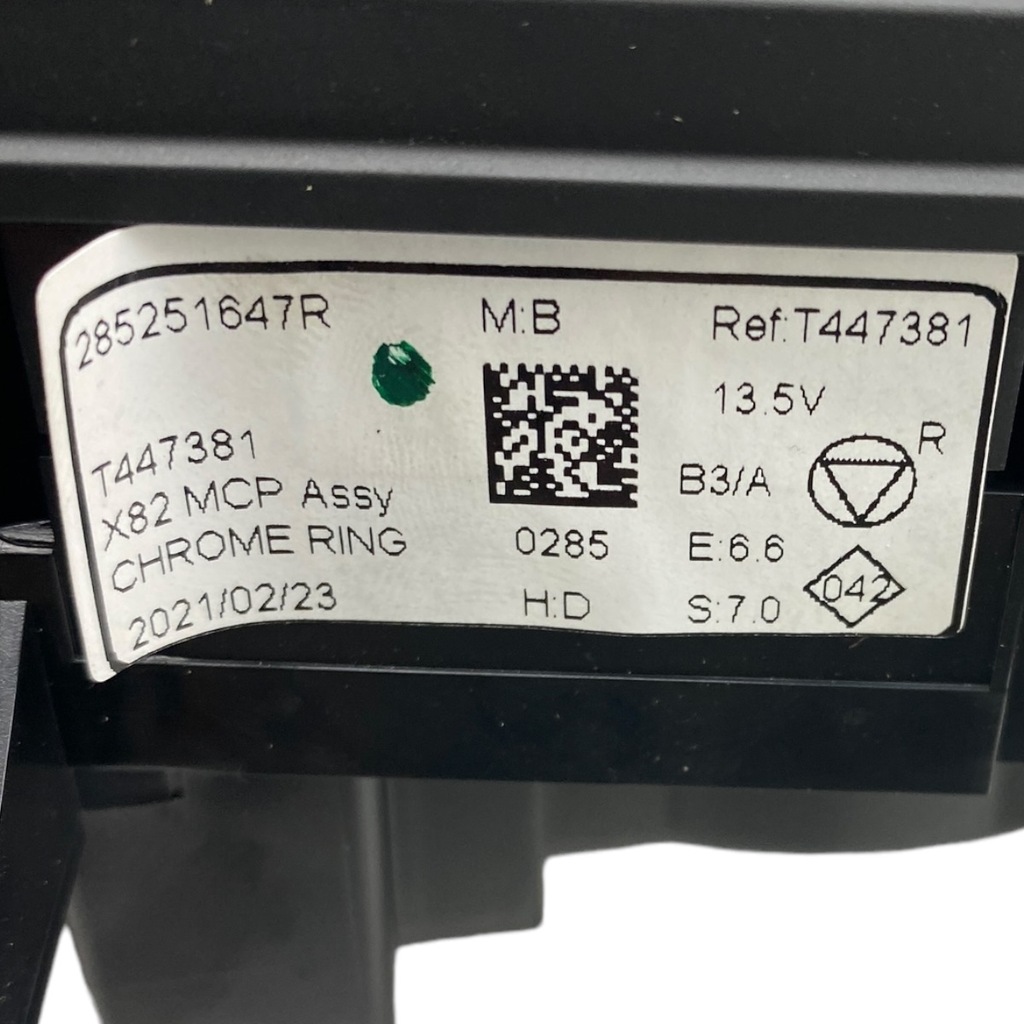 285251647R
M:B
Ref:T447381
13.5V
T447381
X82 MCP Assy
CHROME RING
2021/02/23
0285
H:D
B3/A
R
E:6.6
S:7.0
042